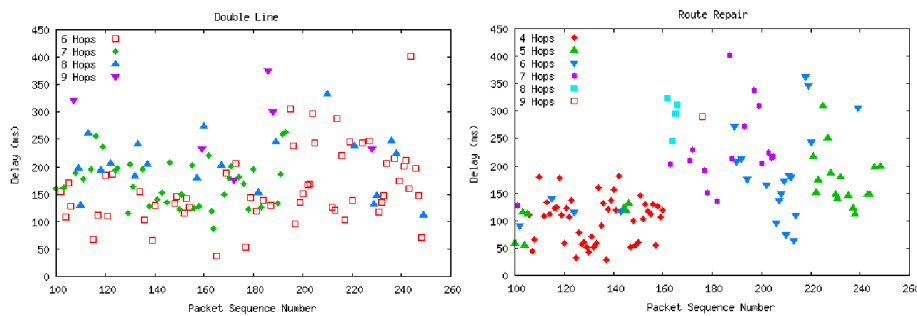 Double Line
450
400
350
300
250
200
150
100
50
0
Delay (ms)
6 Hops
7 Hops
8 Hops
9 Hops
100 120 140 160 180 200 220 240 260
Packet Sequence Number
Route Repair
450
400
350
300
250
200
150
100
50
0
Delay (ms)
4 Hops
5 Hops
6 Hops
7 Hops
8 Hops
9 Hops
100 120 140 160 180 200 220 240 260
Packet Sequence Number